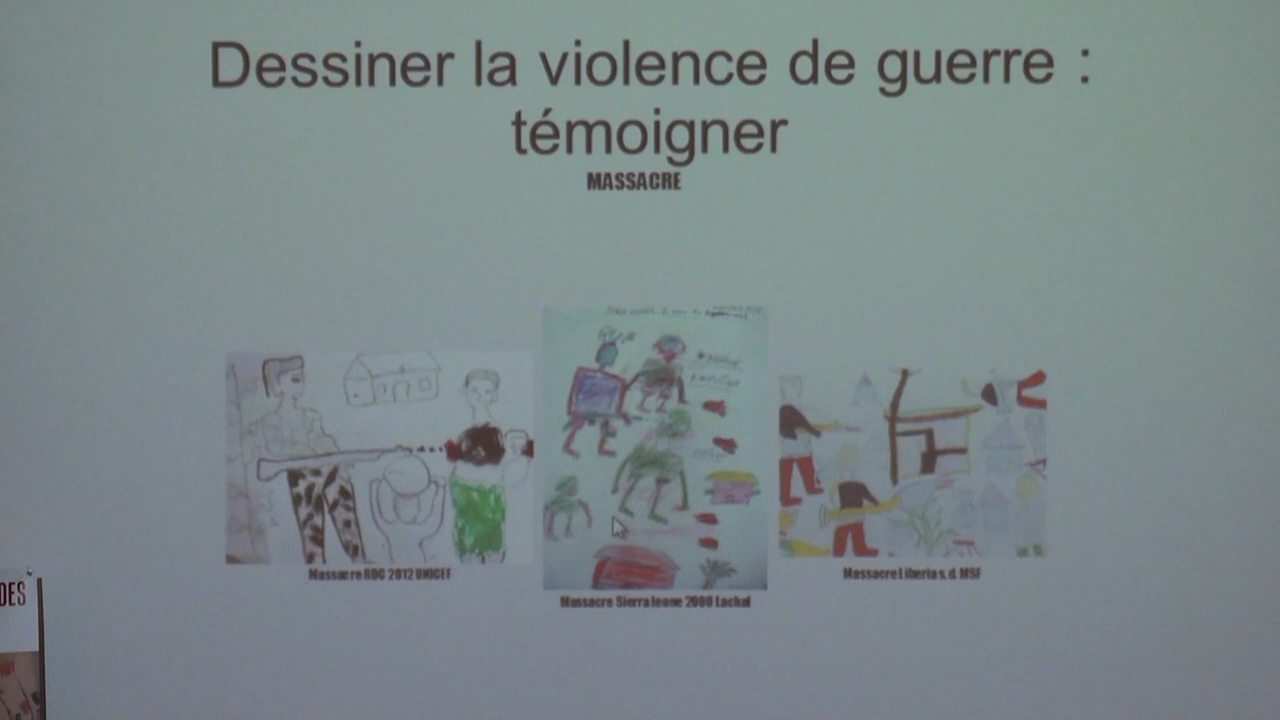 Dessiner la violence de guerre :
témoigner
MASSACRE
Massacre RDC 2012 UNICEF
Massacre Sierra leone 2000 Lackal
Massacre Liberia s.d. MSF
DES